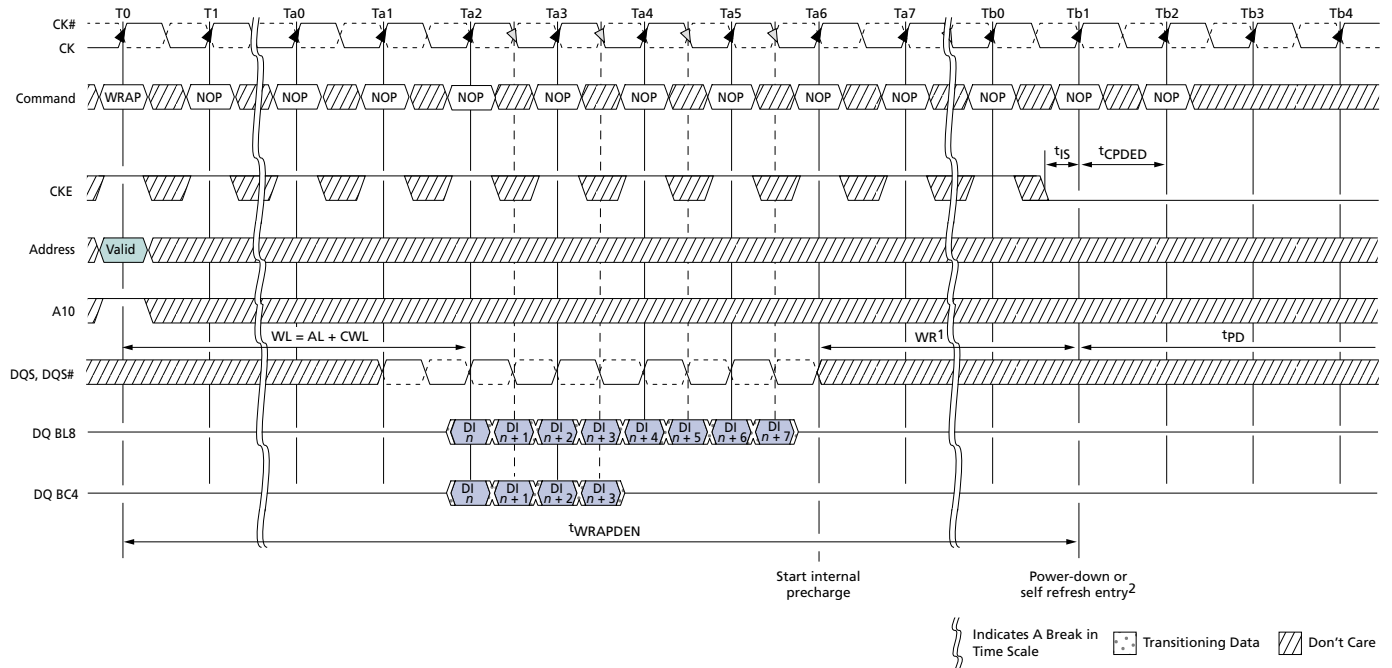 T0 T1 Ta0 Ta1 Ta2 Ta3 Ta4 Ta5 Ta6 Ta7 Tb0 Tb1 Tb2 Tb3 Tb4
CK#
CK
Command WRAP NOP NOP NOP NOP NOP NOP NOP NOP NOP NOP NOP NOP
tIS tCPDED
CKE
Address Valid
A10
WL = AL + CWL WR1 tPD
DQS, DQS#
DQ BL8 DI n DI n + 1 DI n + 2 DI n + 3 DI n + 4 DI n + 5 DI n + 6 DI n + 7
DQ BC4 DI n DI n + 1 DI n + 2 DI n + 3
tWRAPDEN
Start internal
precharge
Power-down or
self refresh entry2
Indicates A Break in
Time Scale
Transitioning Data
Don't Care